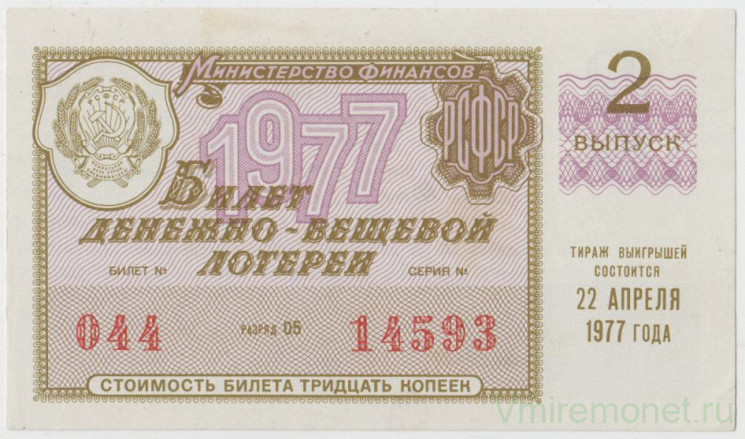 Министерство Финансов
РСФСР
1977
РСФСР
Билет
денежно-вещевой
лотереи
БИЛЕТ № СЕРИЯ №
044 РАЗРЯД 05 14593
СТОИМОСТЬ БИЛЕТА ТРИДЦАТЬ КОПЕЕК
2
ВЫПУСК
ТИРАЖ ВЫИГРЫШЕЙ
СОСТОИТСЯ
22 АПРЕЛЯ
1977 ГОДА
vmiremonet.ru